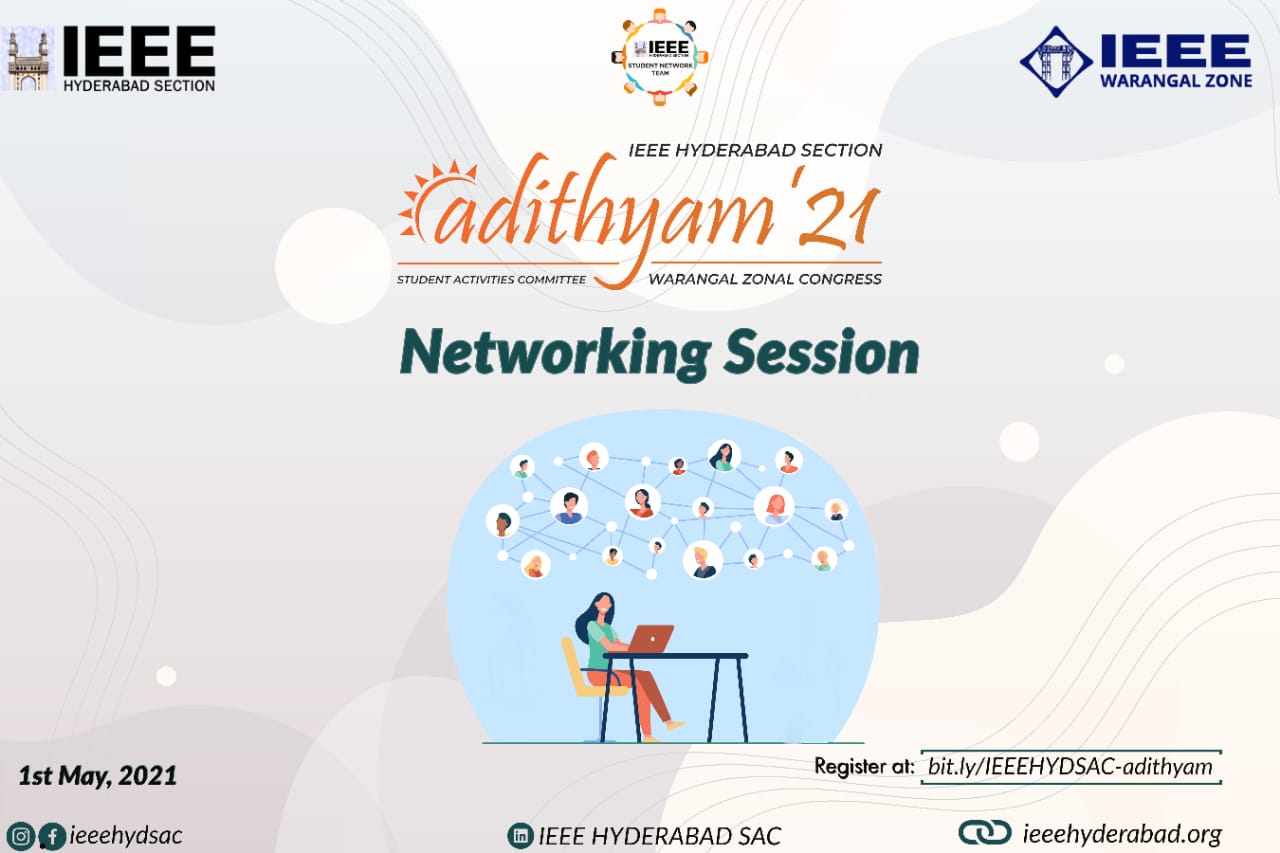 IEEE
HYDERABAD SECTION
IEEE
HYDERABAD SECTION
STUDENT NETWORK
TEAM
IEEE
WARANGAL ZONE
IEEE HYDERABAD SECTION
adithyam'21
STUDENT ACTIVITIES COMMITTEE
WARANGAL ZONAL CONGRESS
Networking Session
1st May, 2021
Register at: bit.ly/IEEEHYDSAC-adithyam
ieeehydsac
IEEE HYDERABAD SAC
ieeehyderabad.org